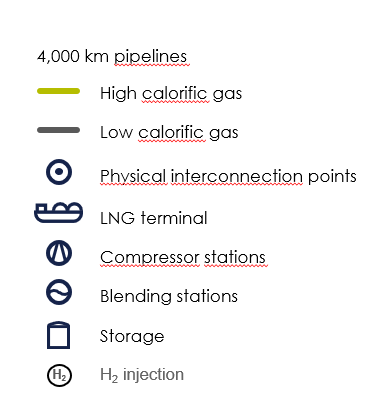 4,000 km pipelines
High calorific gas
Low calorific gas
Physical interconnection points
LNG terminal
Compressor stations
Blending stations
Storage
H₂ H₂ injection